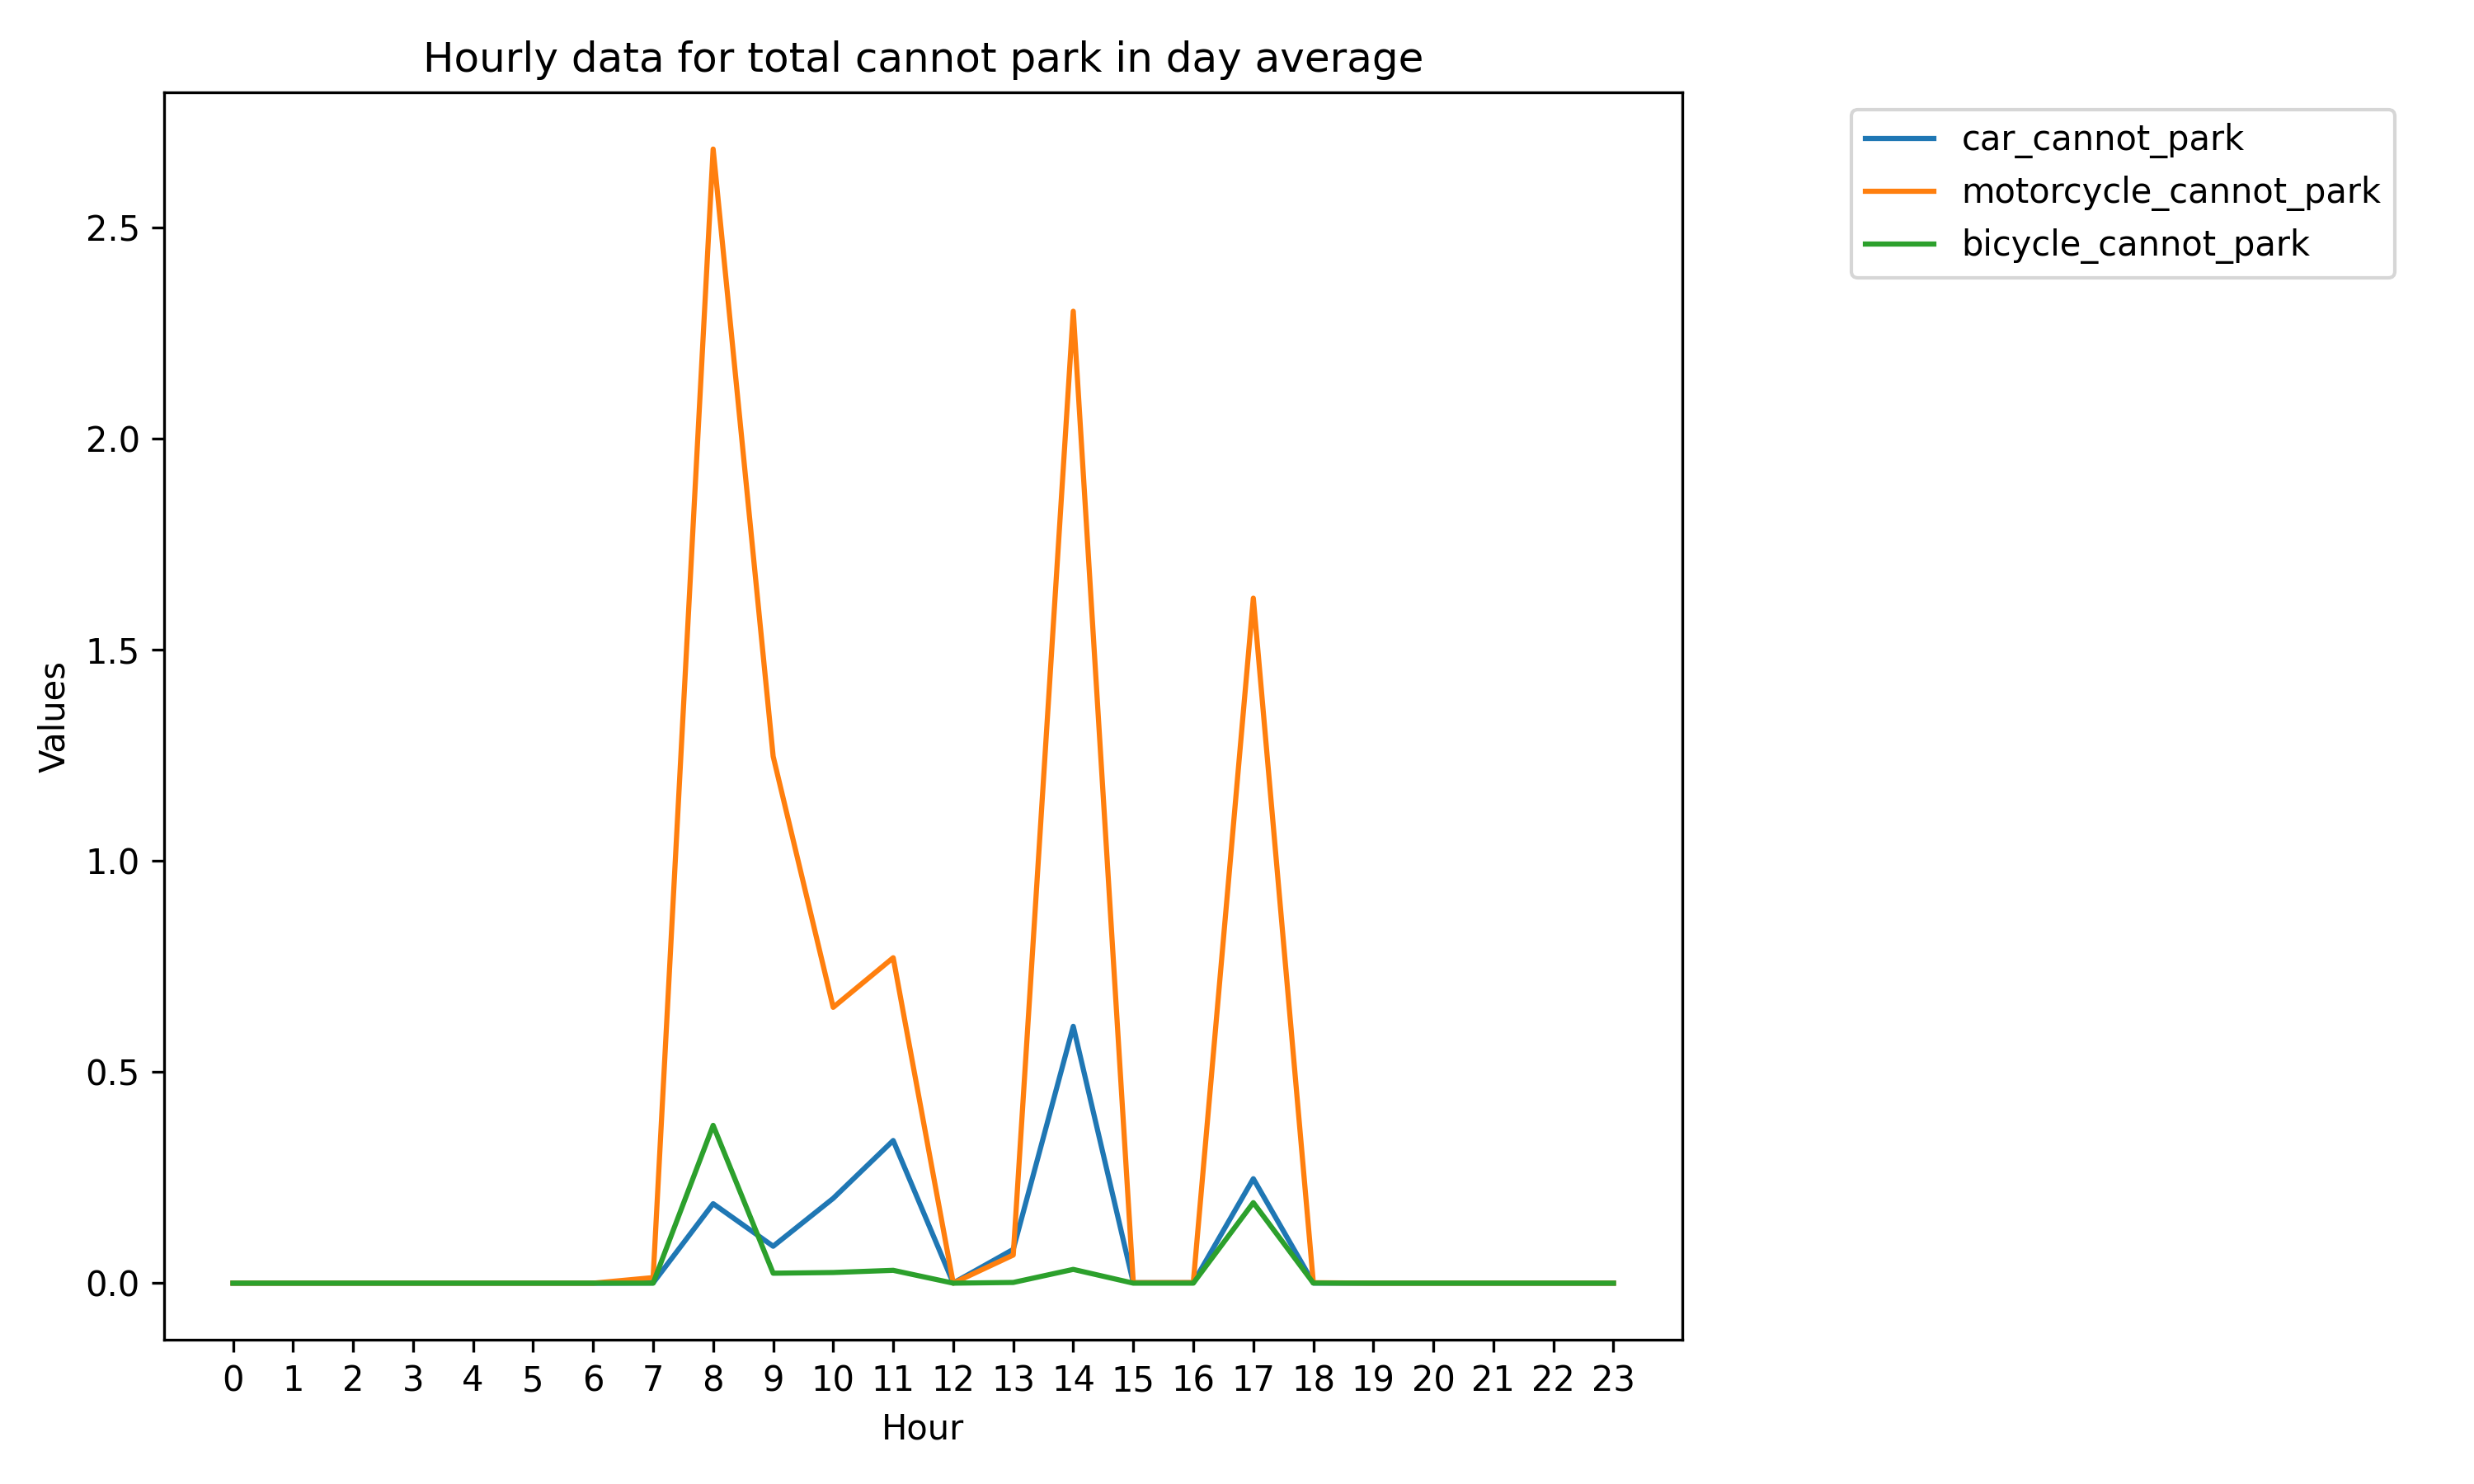 Hourly data for total cannot park in day average
car_cannot_park
motorcycle_cannot_park
bicycle_cannot_park
2.5
2.0
1.5
1.0
0.5
0.0
Values
0 1 2 3 4 5 6 7 8 9 10 11 12 13 14 15 16 17 18 19 20 21 22 23
Hour